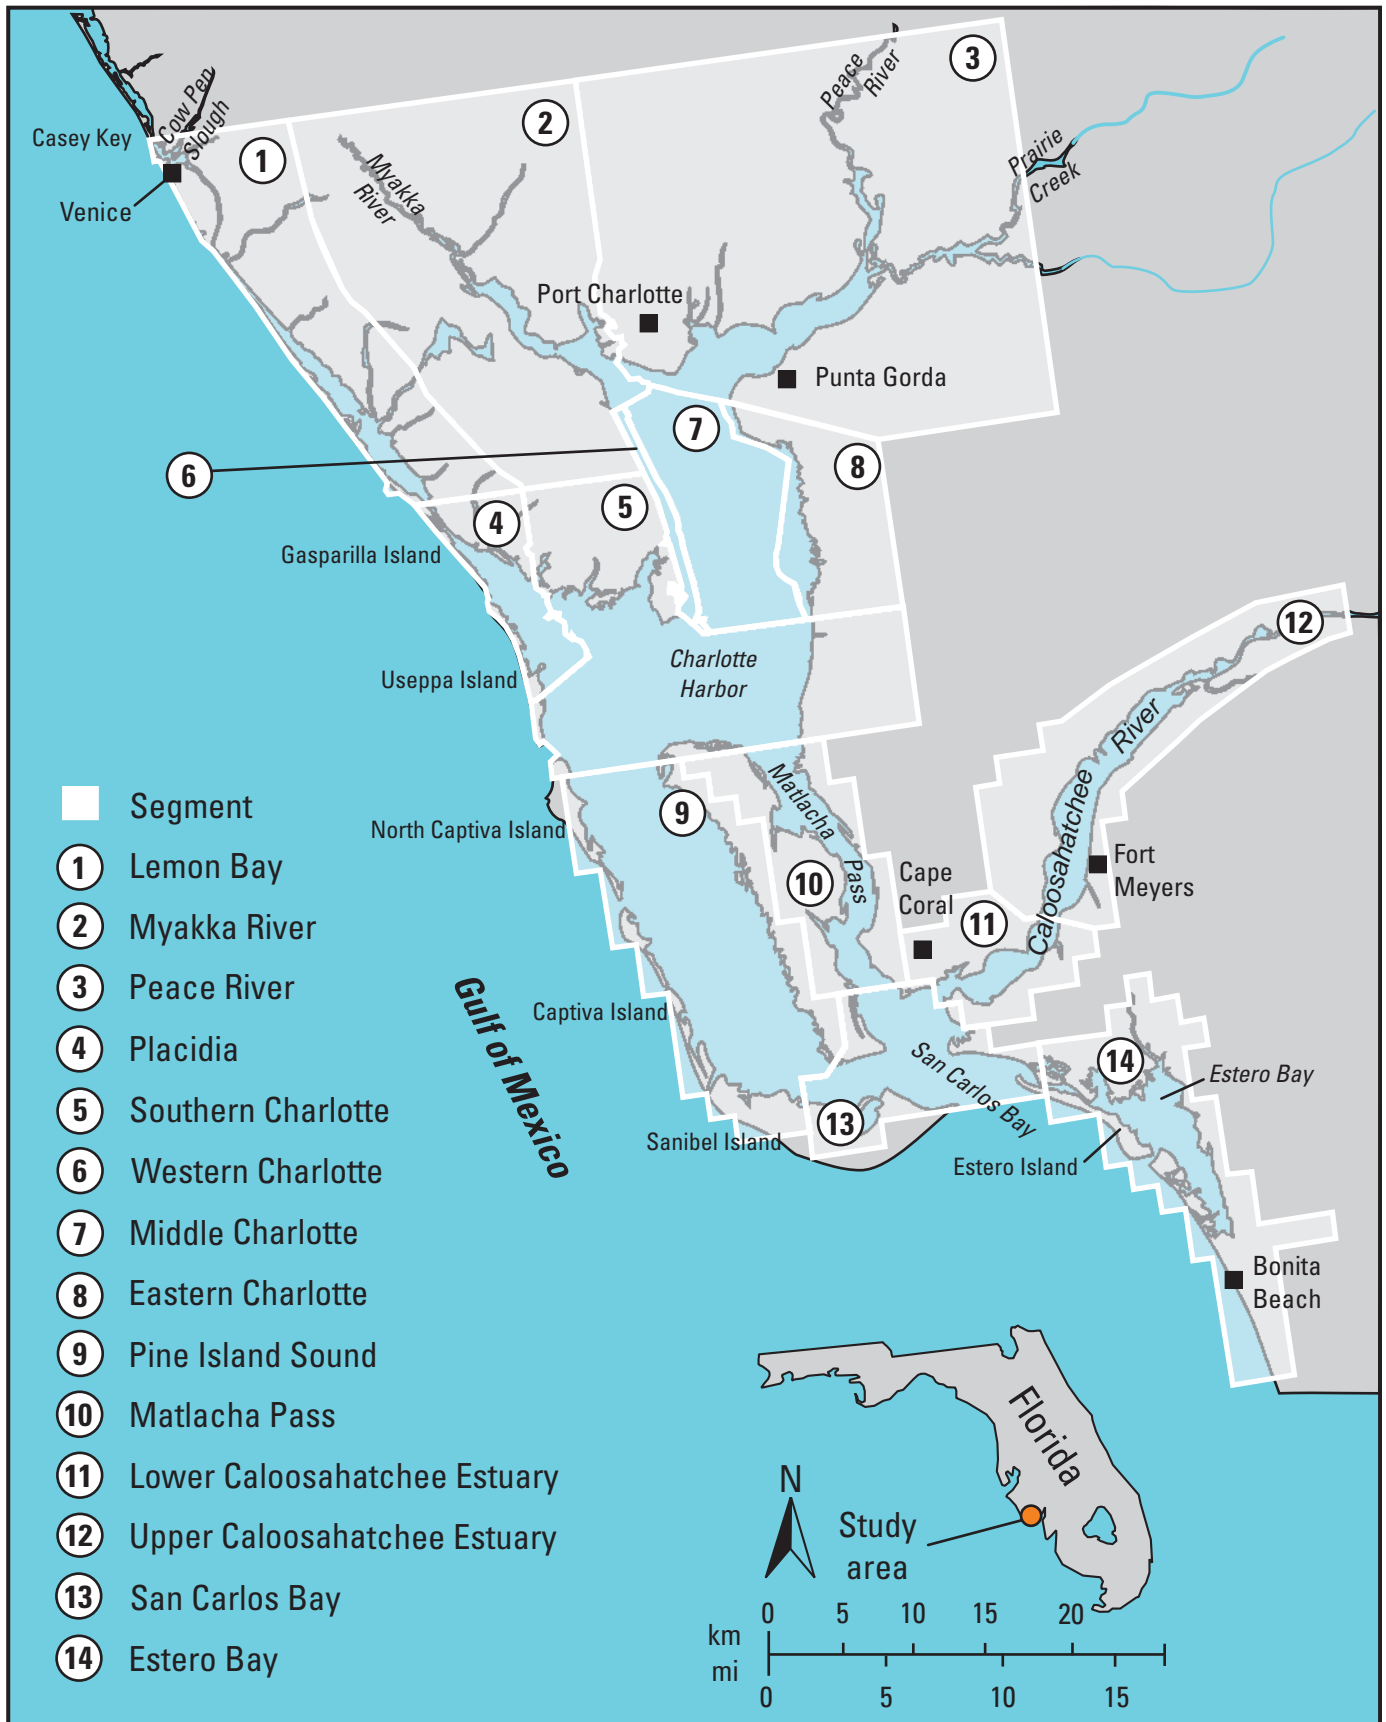 Casey Key
Cow Pen
Slough
Venice
1
Myakka
River
2
Peace
River
3
Prairie
Creek
Port Charlotte
Punta Gorda
6
7
8
4
5
Gasparilla Island
Useppa Island
Charlotte
Harbor
12
Caloosahatchee River
Matlacha
Pass
9
North Captiva Island
10
Cape
Coral
11
Fort
Meyers
Captiva Island
Gulf of Mexico
San Carlos Bay
14
Estero Bay
13
Sanibel Island
Estero Island
Bonita
Beach
Segment
1 Lemon Bay
2 Myakka River
3 Peace River
4 Placidia
5 Southern Charlotte
6 Western Charlotte
7 Middle Charlotte
8 Eastern Charlotte
9 Pine Island Sound
10 Matlacha Pass
11 Lower Caloosahatchee Estuary
12 Upper Caloosahatchee Estuary
13 San Carlos Bay
14 Estero Bay
Florida
N
Study
area
0 5 10 15 20
km
mi
0 5 10 15